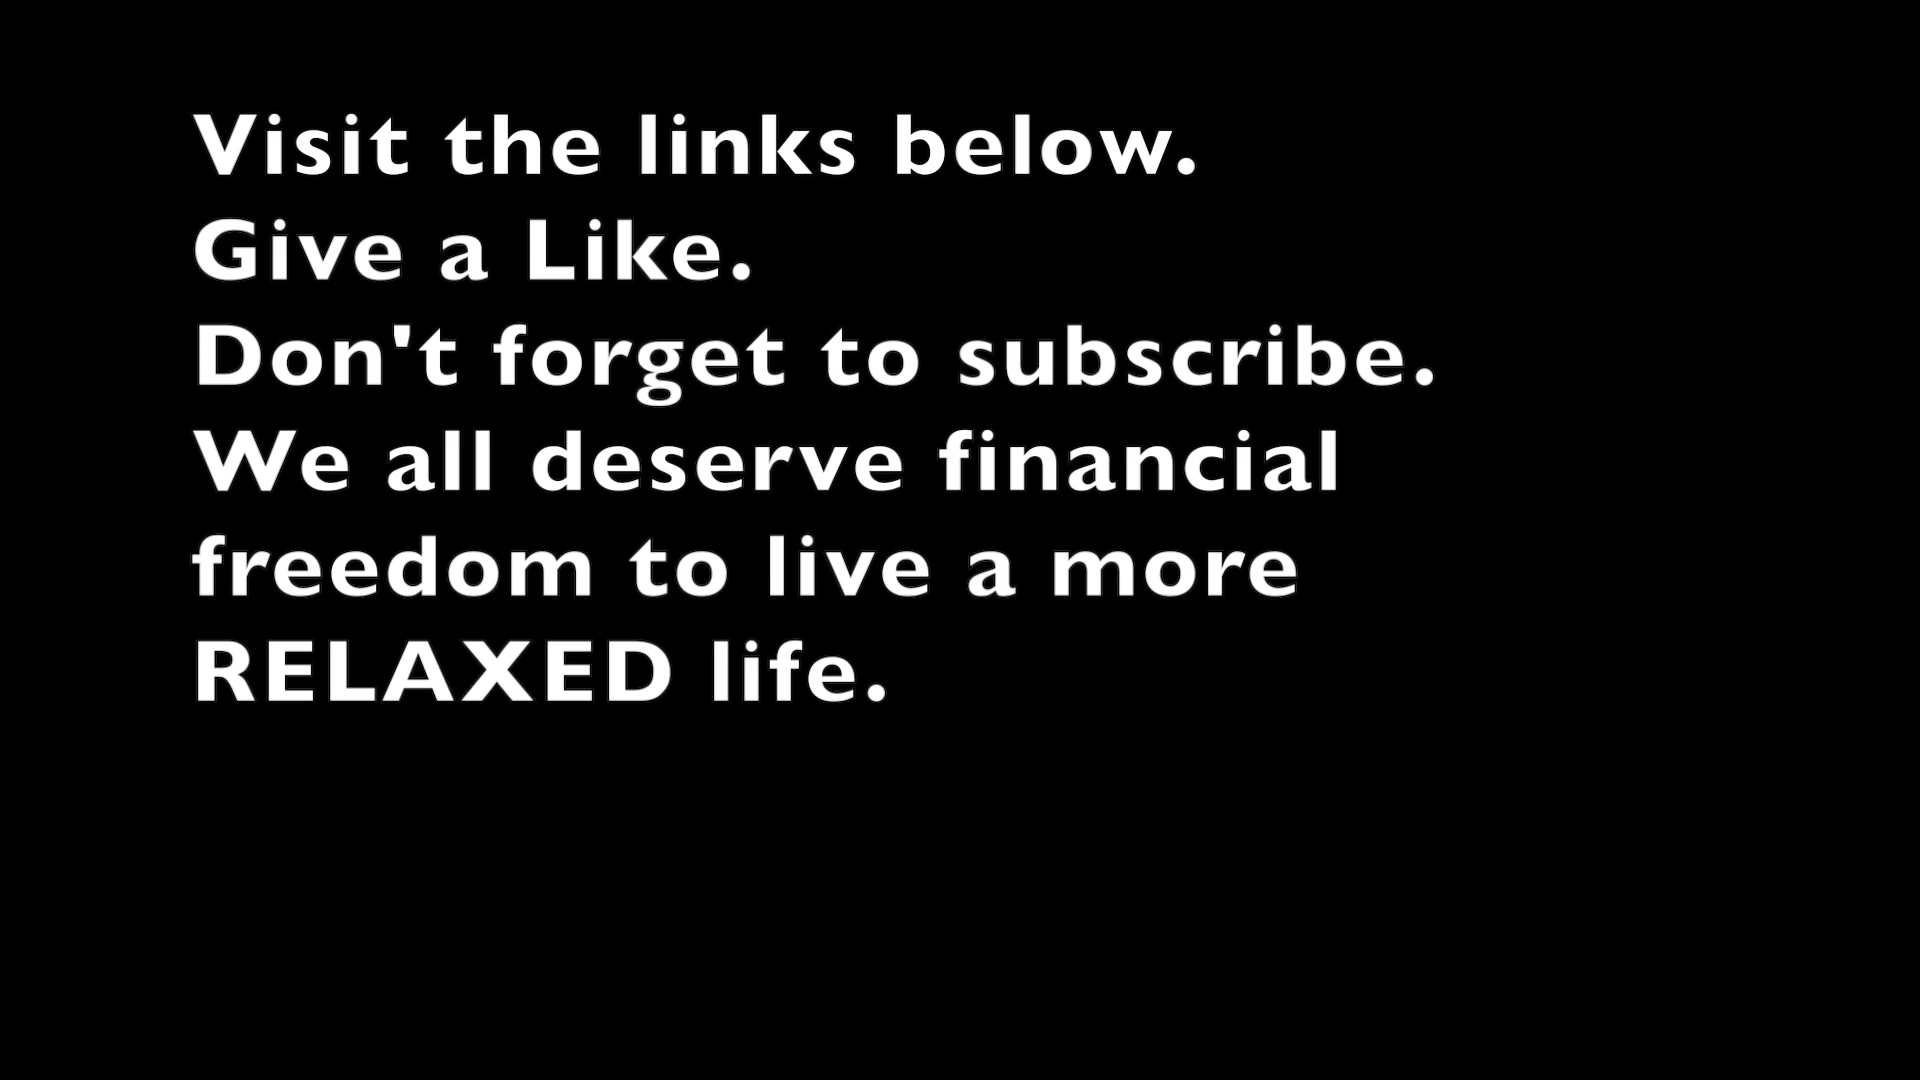 Visit the links below.
Give a Like.
Don't forget to subscribe.
We all deserve financial
freedom to live a more
RELAXED life.